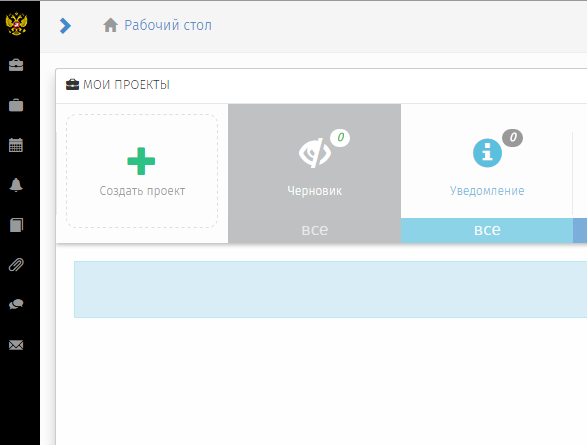 Рабочий стол
МОИ ПРОЕКТЫ
Создать проект
0
Черновик
все
0
Уведомление
все